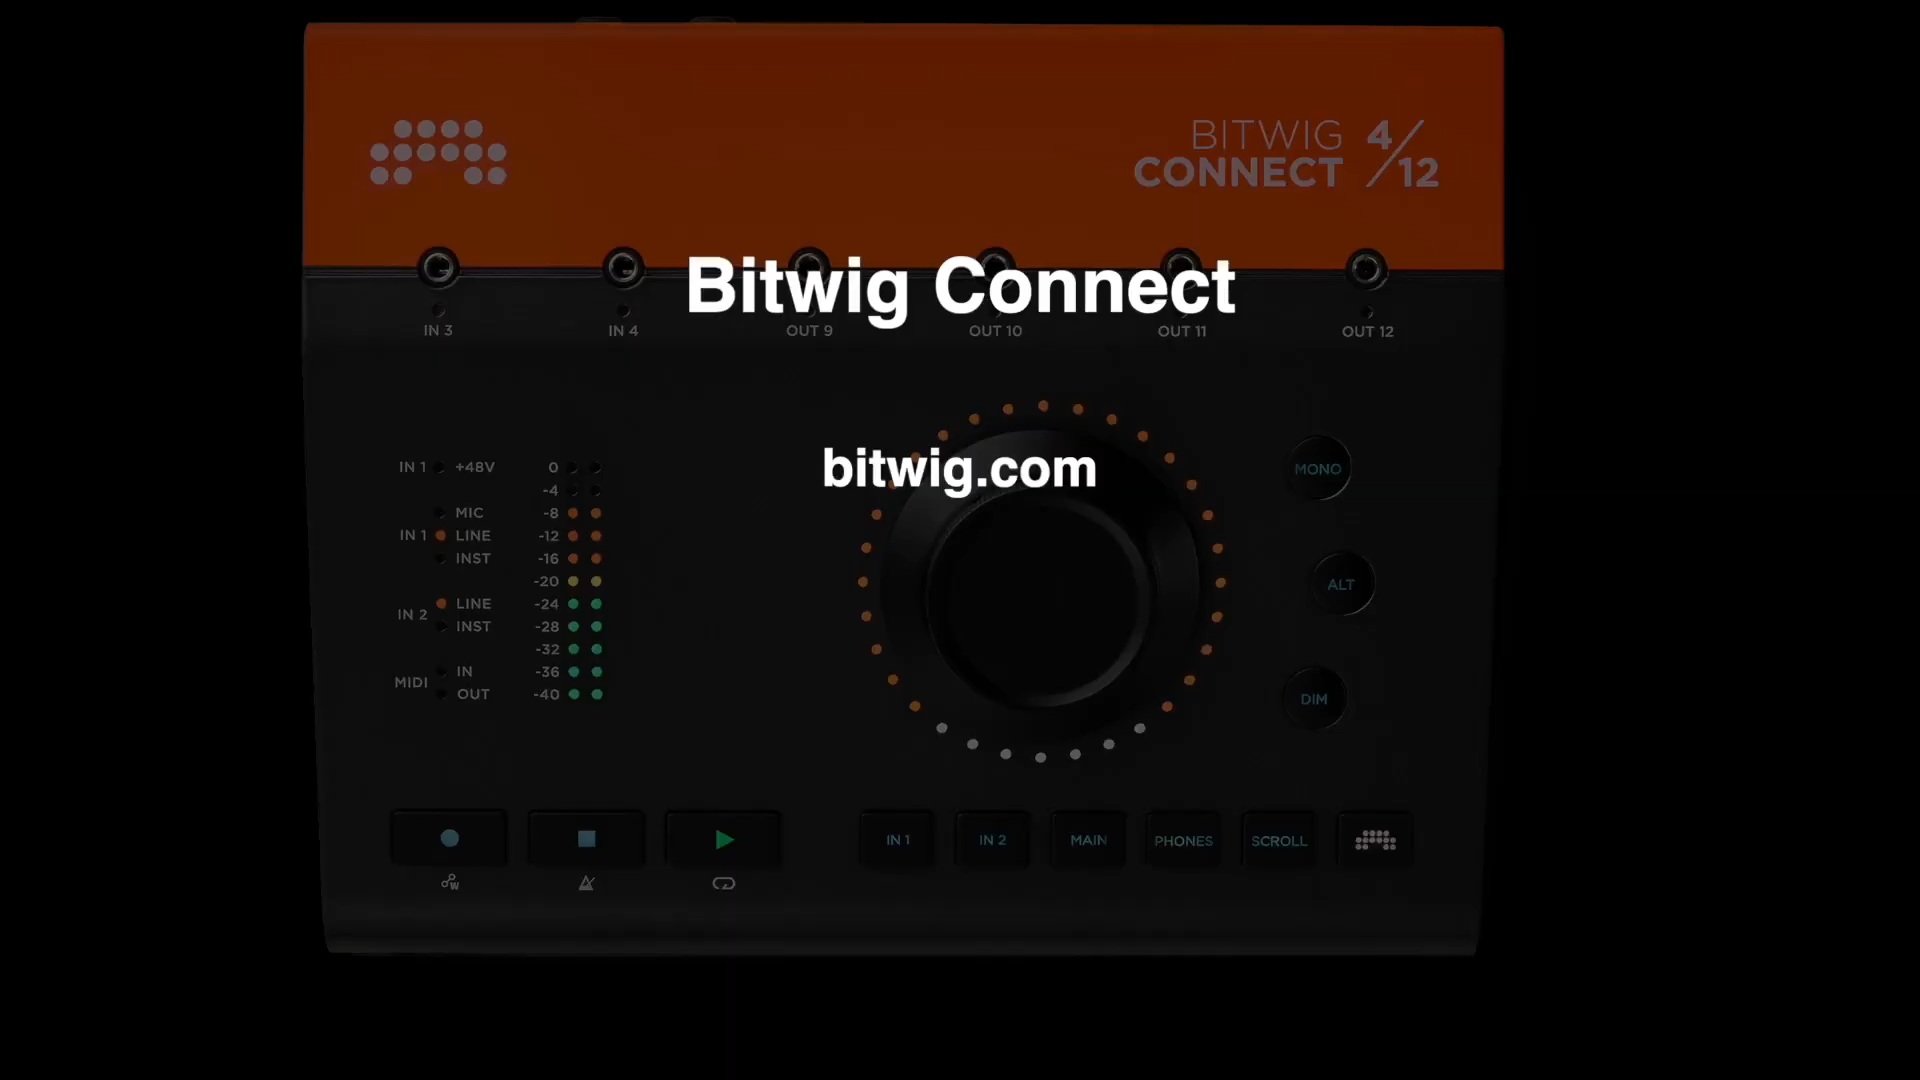 BITWIG 4/12
CONNECT
Bitwig Connect
IN 3 IN 4 OUT 9 OUT 10 OUT 11 OUT 12
bitwig.com
IN 1 +48V 0
-4
MIC -8
IN 1 LINE -12
INST -16
-20
LINE -24
IN 2
INST -28
-32
IN -36
MIDI
OUT -40
MONO
ALT
DIM
IN 1 IN 2 MAIN PHONES SCROLL
W